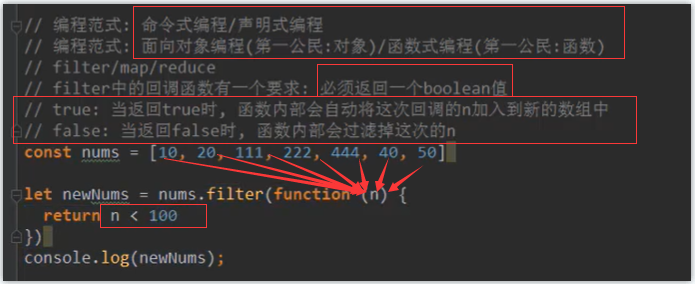 // 编程范式: 命令式编程/声明式编程
// 编程范式: 面向对象编程(第一公民:对象)/函数式编程(第一公民:函数)
// filter/map/reduce
// filter中的回调函数有一个要求: 必须返回一个boolean值
// true: 当返回true时, 函数内部会自动将这次回调的n加入到新的数组中
// false: 当返回false时, 函数内部会过滤掉这次的n
const nums = [10, 20, 111, 222, 444, 40, 50]
let newNums = nums.filter(function (n) {
return n < 100
})
console.log(newNums);